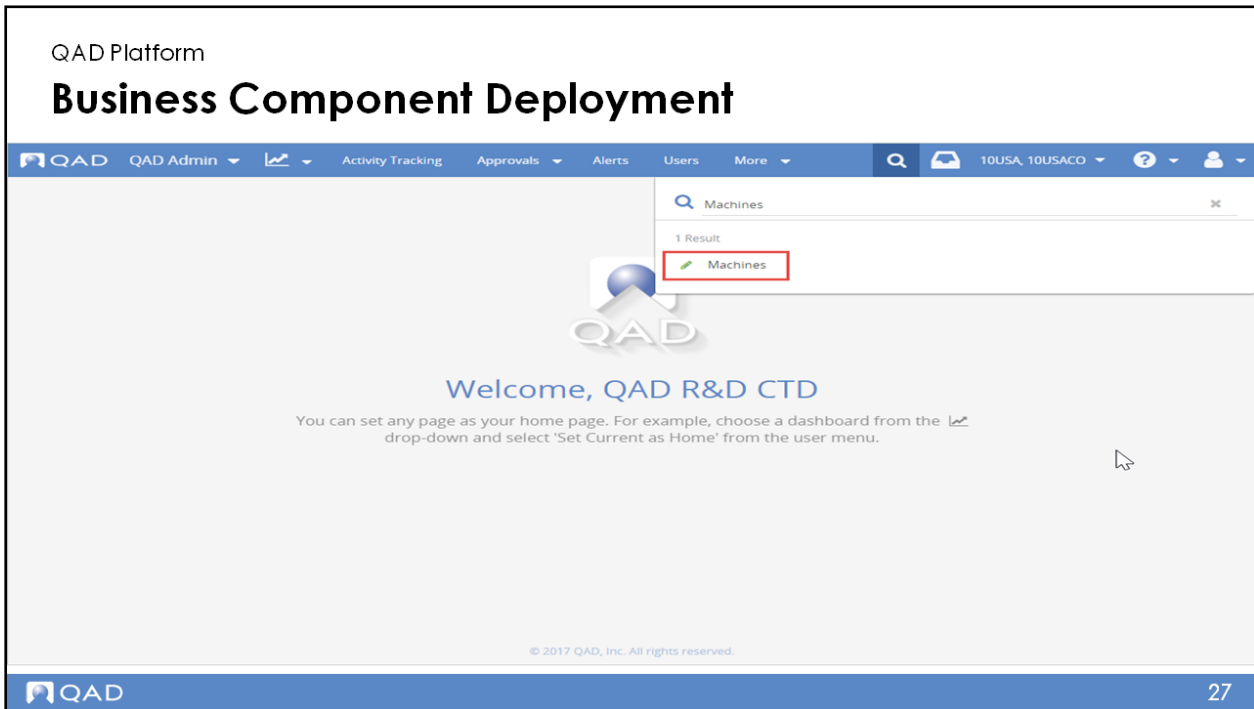 QAD Platform
Business Component Deployment
QAD QAD Admin Activity Tracking Approvals Alerts Users More 10USA, 10USACO ?
Machines
1 Result
Machines
QAD
Welcome, QAD R&D CTD
You can set any page as your home page. For example, choose a dashboard from the
drop-down and select 'Set Current as Home' from the user menu.
© 2017 QAD, Inc. All rights reserved.
QAD 27